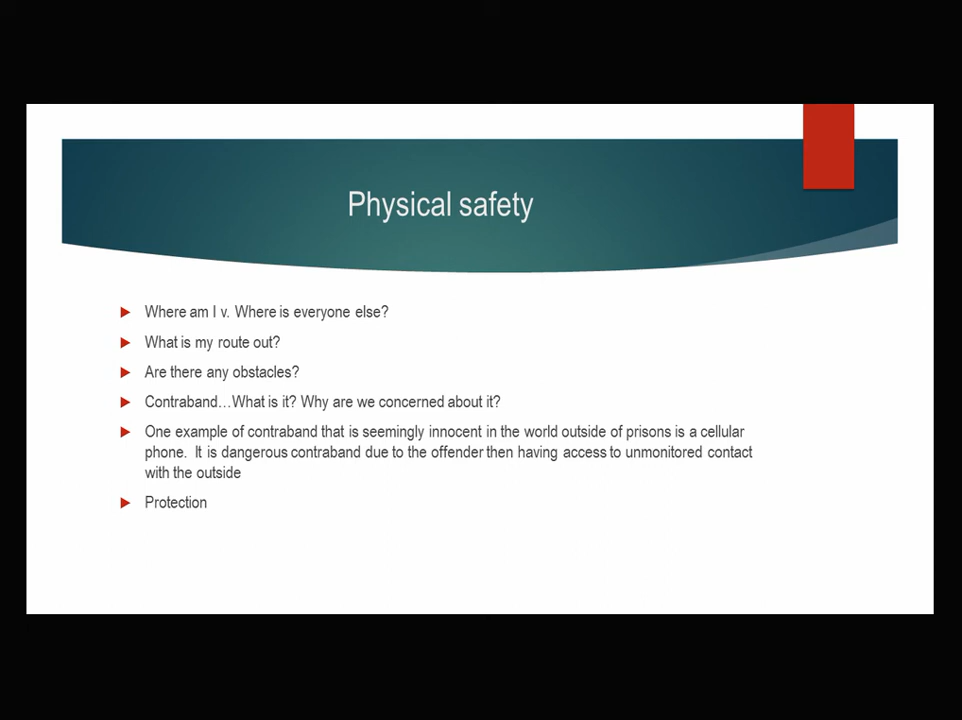 Physical safety
Where am I v. Where is everyone else?
What is my route out?
Are there any obstacles?
Contraband…What is it? Why are we concerned about it?
One example of contraband that is seemingly innocent in the world outside of prisons is a cellular
phone. It is dangerous contraband due to the offender then having access to unmonitored contact
with the outside
Protection